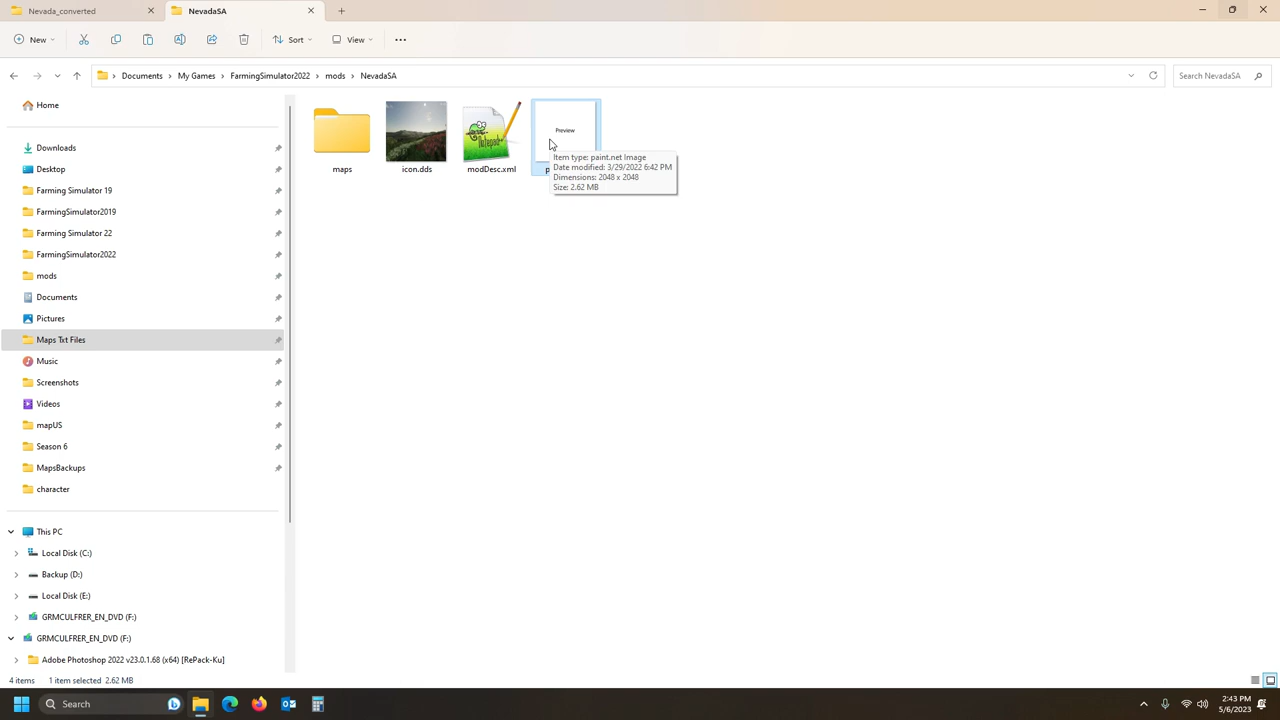 Nevada_converted
NevadaSA
New
Sort
View
Documents > My Games > FarmingSimulator2022 > mods > NevadaSA
Search NevadaSA
Home
Downloads
Desktop
Farming Simulator 19
FarmingSimulator2019
Farming Simulator 22
FarmingSimulator2022
mods
Documents
Pictures
Maps Txt Files
Music
Screenshots
Videos
mapUS
Season 6
MapsBackups
character
This PC
Local Disk (C:)
Backup (D:)
Local Disk (E:)
GRMCULFRER_EN_DVD (F:)
GRMCULFRER_EN_DVD (F:)
Adobe Photoshop 2022 v23.0.1.68 (x64) [RePack-Ku]
maps
icon.dds
Notepad++
modDesc.xml
Preview
Item type: paint.net Image
Date modified: 3/29/2022 6:42 PM
Dimensions: 2048 x 2048
Size: 2.62 MB
4 items
1 item selected 2.62 MB
Search
2:43 PM
5/6/2023